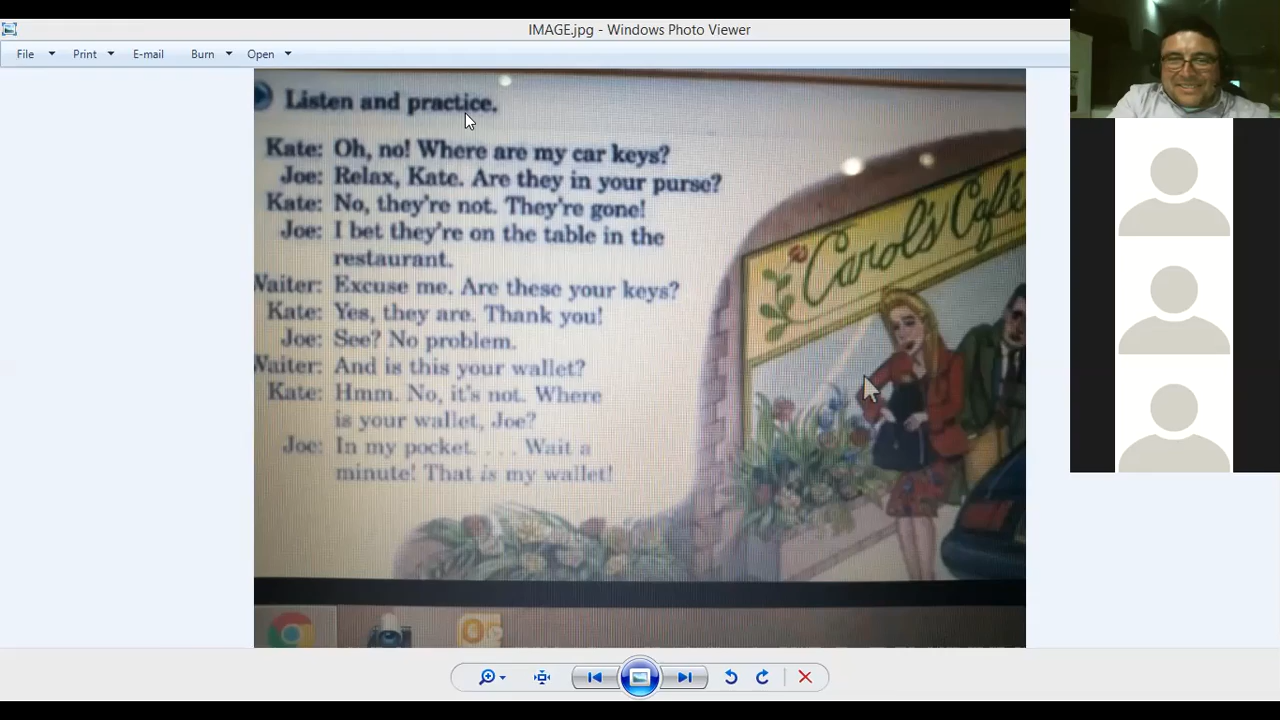 IMAGE.jpg - Windows Photo Viewer
File Print E-mail Burn Open
Listen and practice.
Kate: Oh, no! Where are my car keys?
Joe: Relax, Kate. Are they in your purse?
Kate: No, they're not. They're gone!
Joe: I bet they're on the table in the
restaurant.
Waiter: Excuse me. Are these your keys?
Kate: Yes, they are. Thank you!
Joe: See? No problem.
Waiter: And is this your wallet?
Kate: Hmm. No, it's not. Where
is your wallet, Joe?
Joe: In my pocket. . . . Wait a
minute! That is my wallet!
Carol's Café